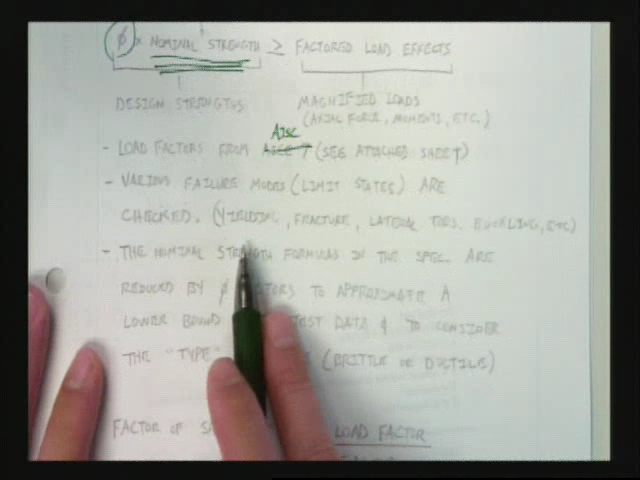 φ × NOMINAL STRENGTH ≥ FACTORED LOAD EFFECTS
DESIGN STRENGTHS MAGNIFIED LOADS
(AXIAL FORCE, MOMENTS, ETC.)
AISC
- LOAD FACTORS FROM ASCE 7 (SEE ATTACHED SHEET)
- VARIOUS FAILURE MODES (LIMIT STATES) ARE
CHECKED. (YIELDING, FRACTURE, LATERAL TORS. BUCKLING, ETC)
- THE NOMINAL STRENGTH FORMULAS IN THE SPEC. ARE
REDUCED BY φ FACTORS TO APPROXIMATE A
LOWER BOUND TEST DATA & TO CONSIDER
THE "TYPE" (BRITTLE OR DUCTILE)
FACTOR OF LOAD FACTOR